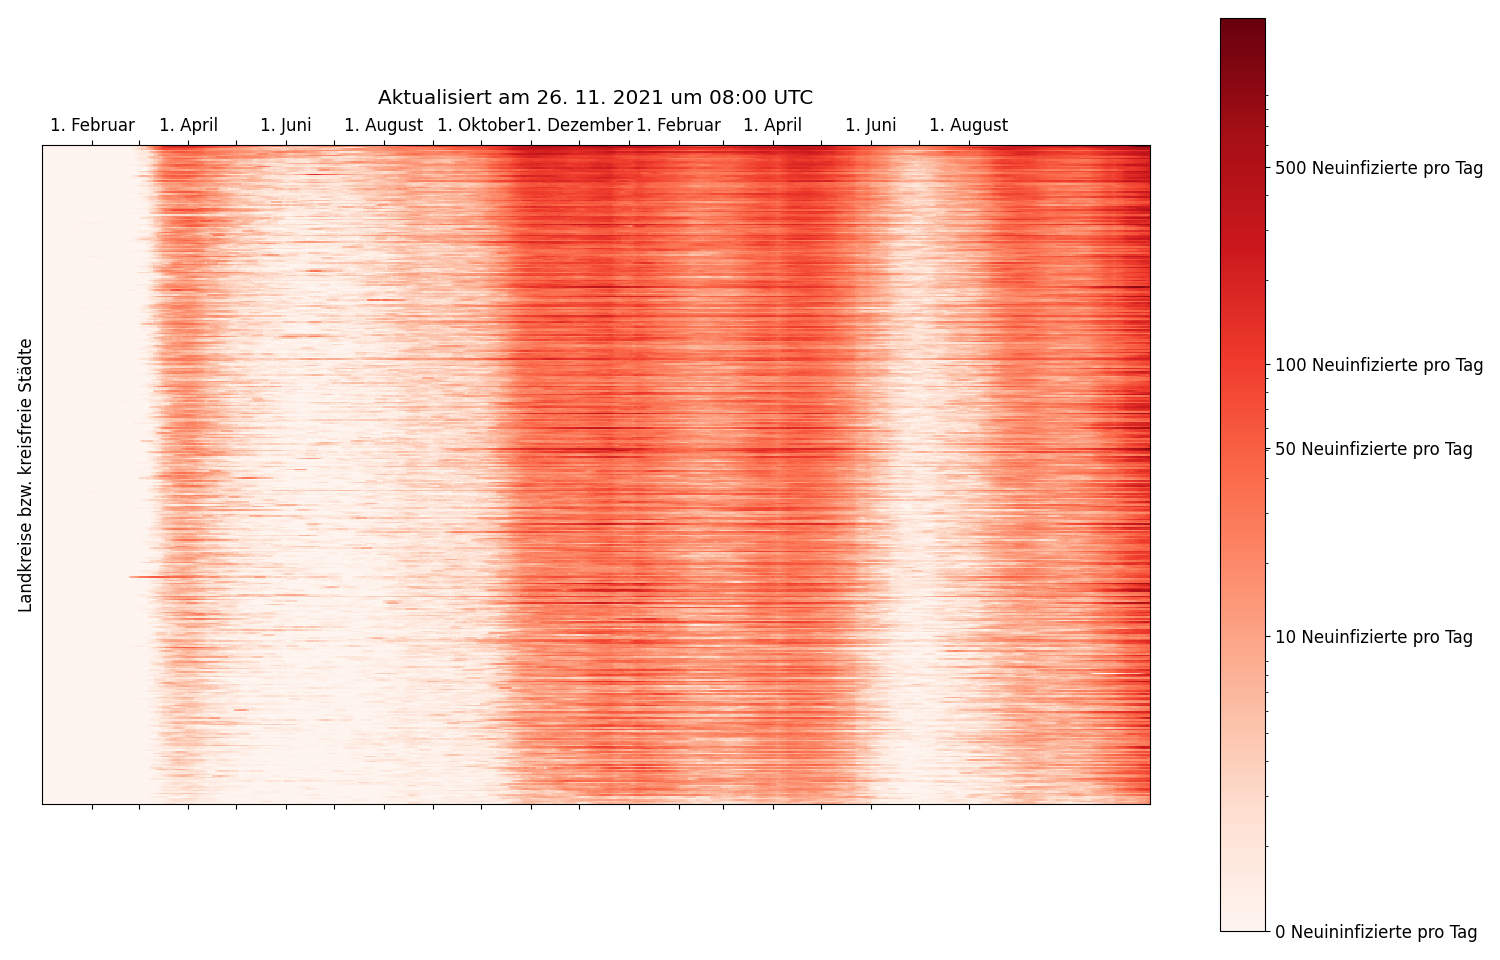 Aktualisiert am 26. 11. 2021 um 08:00 UTC
1. Februar 1. April 1. Juni 1. August 1. Oktober 1. Dezember 1. Februar 1. April 1. Juni 1. August
Landkreise bzw. kreisfreie Städte
500 Neuinfizierte pro Tag
100 Neuinfizierte pro Tag
50 Neuinfizierte pro Tag
10 Neuinfizierte pro Tag
0 Neuininfizierte pro Tag